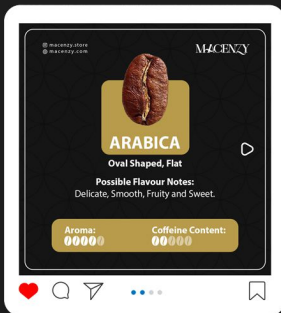 macenzy.store
macenzy.com
MACENZY
ARABICA
Oval Shaped, Flat
Possible Flavour Notes:
Delicate, Smooth, Fruity and Sweet.
Aroma:
Coffeine Content: